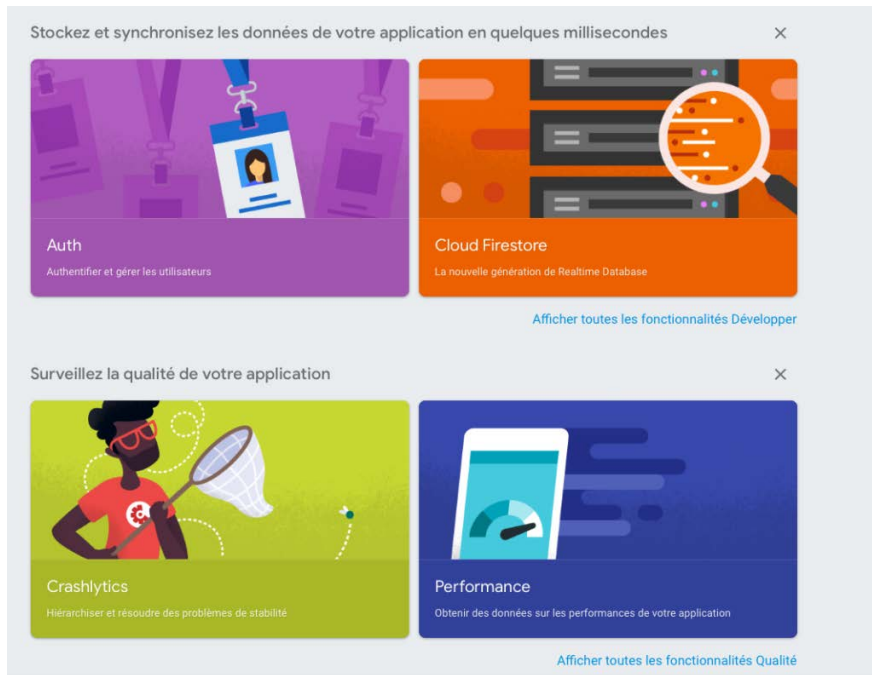 Stockez et synchronisez les données de votre application en quelques millisecondes
Auth
Authentifier et gérer les utilisateurs
Cloud Firestore
La nouvelle génération de Realtime Database
Afficher toutes les fonctionnalités Développer
Surveillez la qualité de votre application
Crashlytics
Hiérarchiser et résoudre des problèmes de stabilité
Performance
Obtenir des données sur les performances de votre application
Afficher toutes les fonctionnalités Qualité